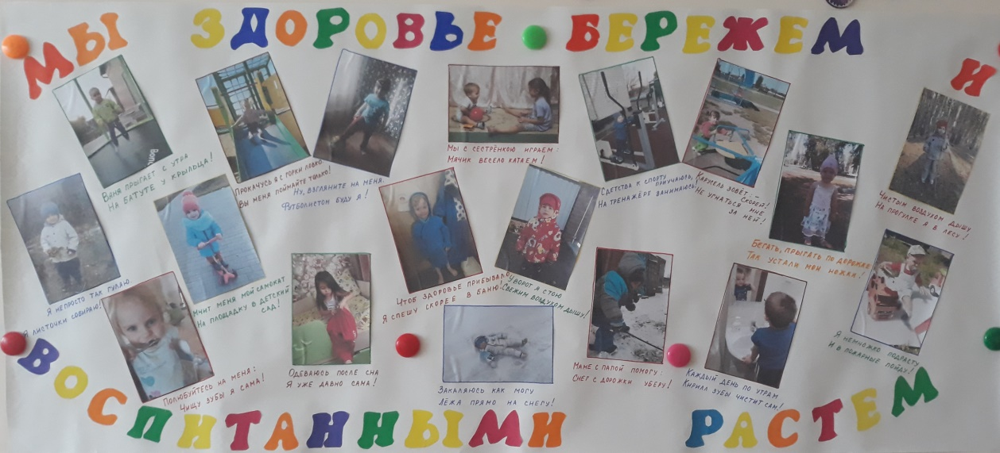 МЫ ЗДОРОВЬЕ БЕРЕЖЕМ И
ВОСПИТАННЫМИ РАСТЕМ
ВАНЯ ПРЫГАЕТ С УТРА
НА БАТУТЕ У КРЫЛЬЦА!
ПРОКАЧУСЬ Я С ГОРКИ ЛОВКО
ВЫ МЕНЯ ПОЙМАЙТЕ ТОЛЬКО!
НУ, ВЗГЛЯНИТЕ НА МЕНЯ.
ФУТБОЛИСТОМ БУДУ Я!
МЫ С СЕСТРЁНКОЮ ИГРАЕМ:
МЯЧИК ВЕСЕЛО КАТАЕМ!
С ДЕТСТВА К СПОРТУ ПРИУЧАЮСЬ,
НА ТРЕНАЖЁРЕ ЗАНИМАЮСЬ!
КАРУСЕЛЬ ЗОВЁТ: –
СКОРЕЙ!
НЕ УГНАТЬСЯ МНЕ
ЗА НЕЙ!
ЧИСТЫМ ВОЗДУХОМ ДЫШУ
НА ПРОГУЛКЕ Я В ЛЕСУ!
Я НЕПРОСТО ТАК ГУЛЯЮ.
Я ЛИСТОЧКИ СОБИРАЮ!
МЧИТ МЕНЯ МОЙ САМОКАТ
НА ПЛОЩАДКУ В ДЕТСКИЙ
САД!
ЧТОБ ЗДОРОВЬЕ ПРИБЫВАЛО
Я СПЕШУ СКОРЕЕ В БАНЮ!
У ВОРОТ Я СТОЮ
СВЕЖИМ ВОЗДУХОМ ДЫШУ!
БЕГАТЬ, ПРЫГАТЬ ПО ДОРОЖКЕ
ТАК УСТАЛИ МОИ НОЖКИ!
ПОЛЮБУЙТЕСЬ НА МЕНЯ:
ЧИЩУ ЗУБЫ Я САМА!
ОДЕВАЮСЬ ПОСЛЕ СНА
Я УЖЕ ДАВНО САМА!
ЗАКАЛЯЮСЬ КАК МОГУ
ЛЁЖА ПРЯМО НА СНЕГУ!
МАМЕ С ПАПОЙ ПОМОГУ:
СНЕГ С ДОРОЖКИ УБЕРУ!
КАЖДЫЙ ДЕНЬ ПО УТРАМ
КИРИЛЛ ЗУБЫ ЧИСТИТ САМ!
Я НЕМНОЖКО ПОДРАСТУ
И В ПОЖАРНЫЕ ПОЙДУ!